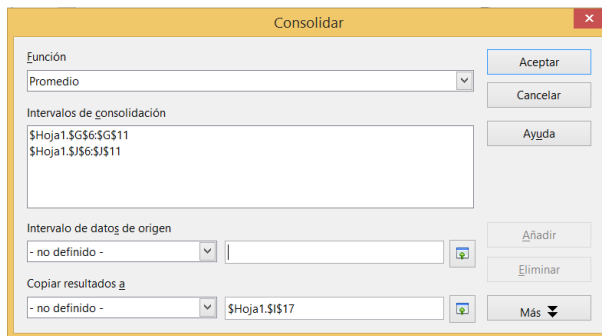 Consolidar
Función
Promedio
Aceptar
Cancelar
Ayuda
Intervalos de consolidación
$Hoja1.$G$6:$G$11
$Hoja1.$J$6:$J$11
Intervalo de datos de origen
- no definido -
Añadir
Eliminar
Copiar resultados a
- no definido -
$Hoja1.$I$17
Más